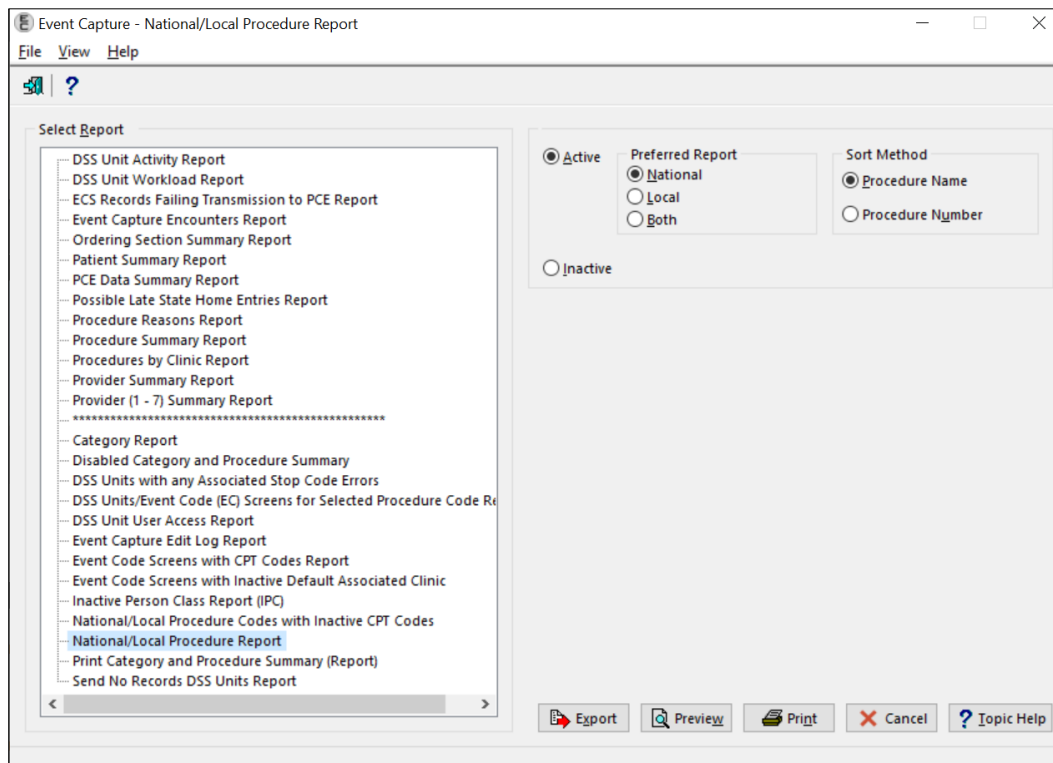 Event Capture - National/Local Procedure Report
File View Help
?
Select Report
DSS Unit Activity Report
DSS Unit Workload Report
ECS Records Failing Transmission to PCE Report
Event Capture Encounters Report
Ordering Section Summary Report
Patient Summary Report
PCE Data Summary Report
Possible Late State Home Entries Report
Procedure Reasons Report
Procedure Summary Report
Procedures by Clinic Report
Provider Summary Report
Provider (1 - 7) Summary Report
**************************************************
Category Report
Disabled Category and Procedure Summary
DSS Units with any Associated Stop Code Errors
DSS Units/Event Code (EC) Screens for Selected Procedure Code Re
DSS Unit User Access Report
Event Capture Edit Log Report
Event Code Screens with CPT Codes Report
Event Code Screens with Inactive Default Associated Clinic
Inactive Person Class Report (IPC)
National/Local Procedure Codes with Inactive CPT Codes
National/Local Procedure Report
Print Category and Procedure Summary (Report)
Send No Records DSS Units Report
Active
Preferred Report
National
Local
Both
Sort Method
Procedure Name
Procedure Number
Inactive
Export Preview Print Cancel ? Topic Help